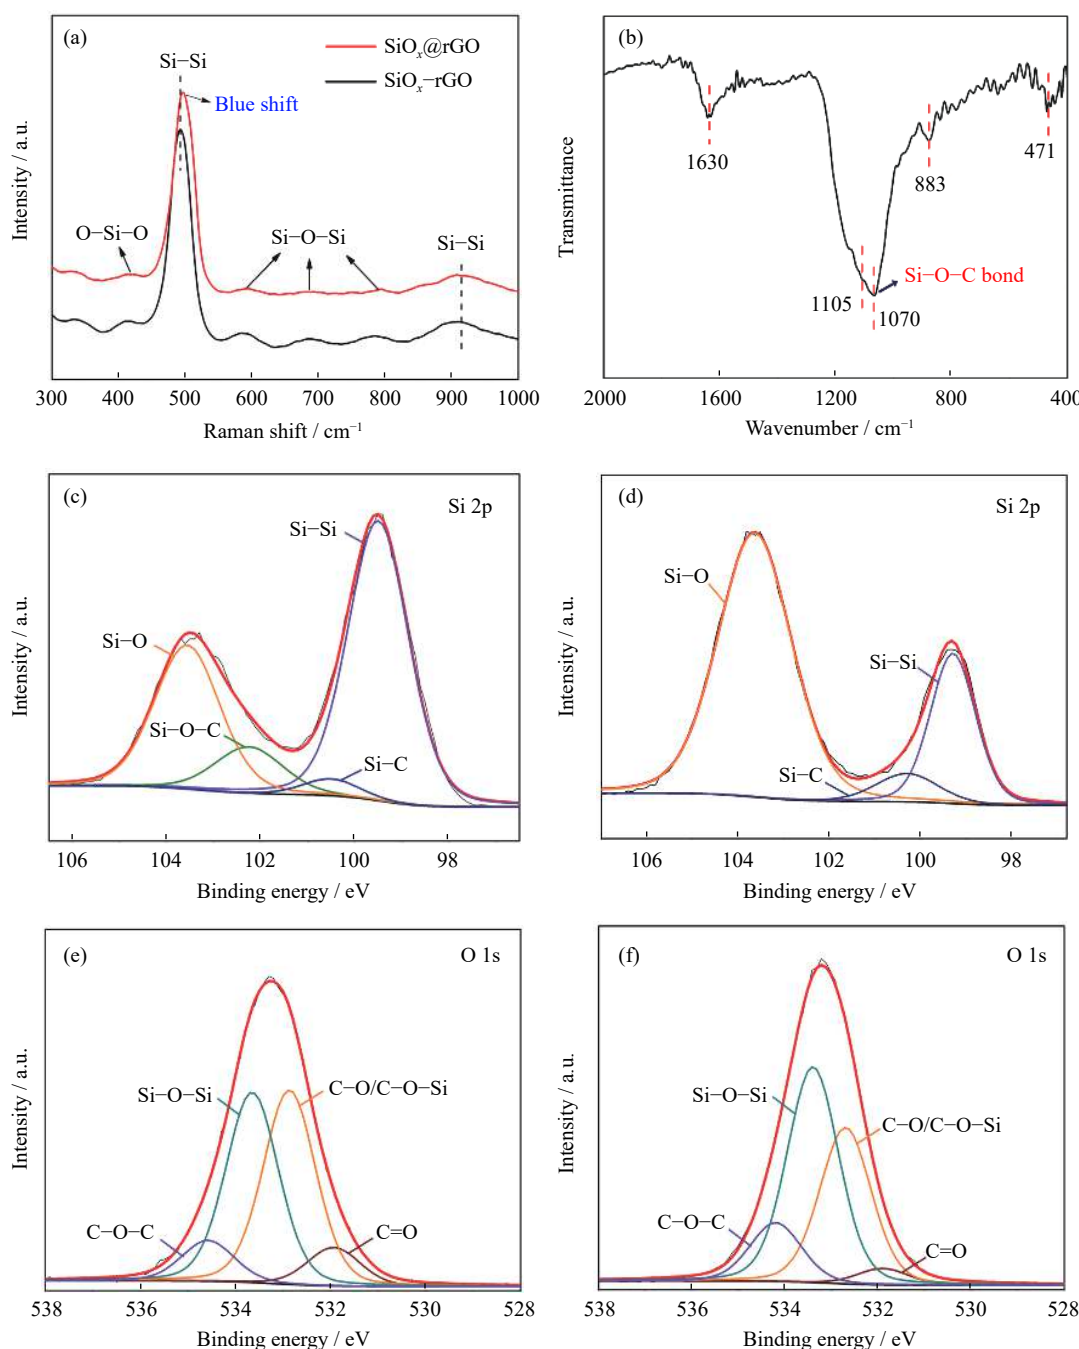 (a)
SiOx@rGO
SiOx−rGO
Si−Si
Blue shift
O−Si−O
Si−O−Si
Si−Si
Intensity / a.u.
300 400 500 600 700 800 900 1000
Raman shift / cm−1
(b)
1630
883
471
Si−O−C bond
1105
1070
Transmittance
2000 1600 1200 800 400
Wavenumber / cm−1
(c)
Si 2p
Si−Si
Si−O
Si−O−C
Si−C
Intensity / a.u.
106 104 102 100 98
Binding energy / eV
(d)
Si 2p
Si−O
Si−Si
Si−C
Intensity / a.u.
106 104 102 100 98
Binding energy / eV
(e)
O 1s
Si−O−Si
C−O/C−O−Si
C−O−C
C=O
Intensity / a.u.
538 536 534 532 530 528
Binding energy / eV
(f)
O 1s
Si−O−Si
C−O/C−O−Si
C−O−C
C=O
Intensity / a.u.
538 536 534 532 530 528
Binding energy / eV